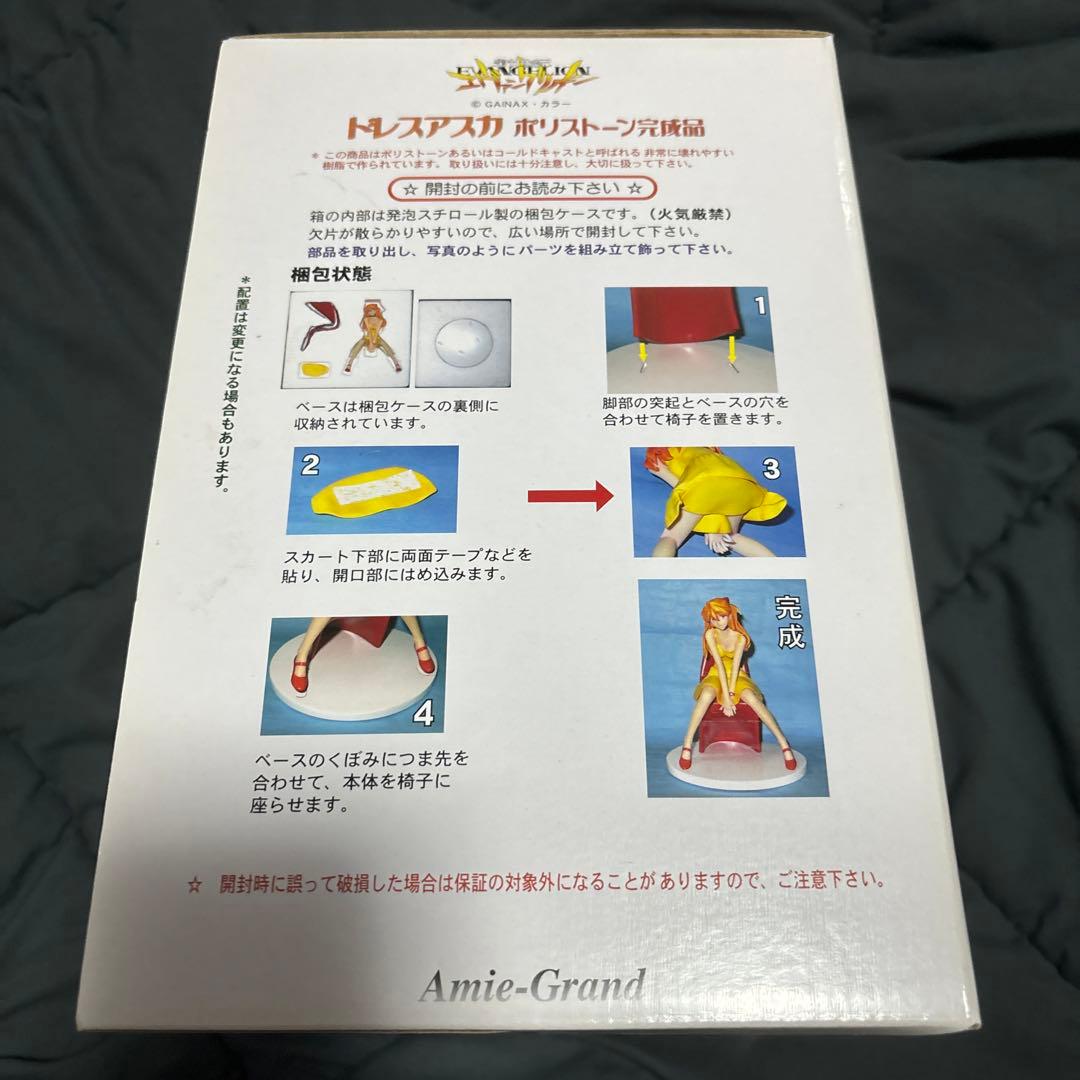 EVANGELION
エヴァンゲリオン
© GAINAX・カラー
ドレスアスカ ポリストーン完成品
* この商品はポリストーンあるいはコールドキャストと呼ばれる 非常に壊れやすい
樹脂で作られています。 取り扱いには十分注意し、大切に扱って下さい。
☆ 開封の前にお読み下さい ☆
箱の内部は発泡スチロール製の梱包ケースです。(火気厳禁)
欠片が散らかりやすいので、広い場所で開封して下さい。
部品を取り出し、写真のようにパーツを組み立て飾って下さい。
梱包状態
*配置は変更になる場合もあります。
ベースは梱包ケースの裏側に
収納されています。
1
脚部の突起とベースの穴を
合わせて椅子を置きます。
2
スカート下部に両面テープなどを
貼り、開口部にはめ込みます。
3
4
ベースのくぼみにつま先を
合わせて、本体を椅子に
座らせます。
完成
☆ 開封時に誤って破損した場合は保証の対象外になることが ありますので、ご注意下さい。
Amie-Grand